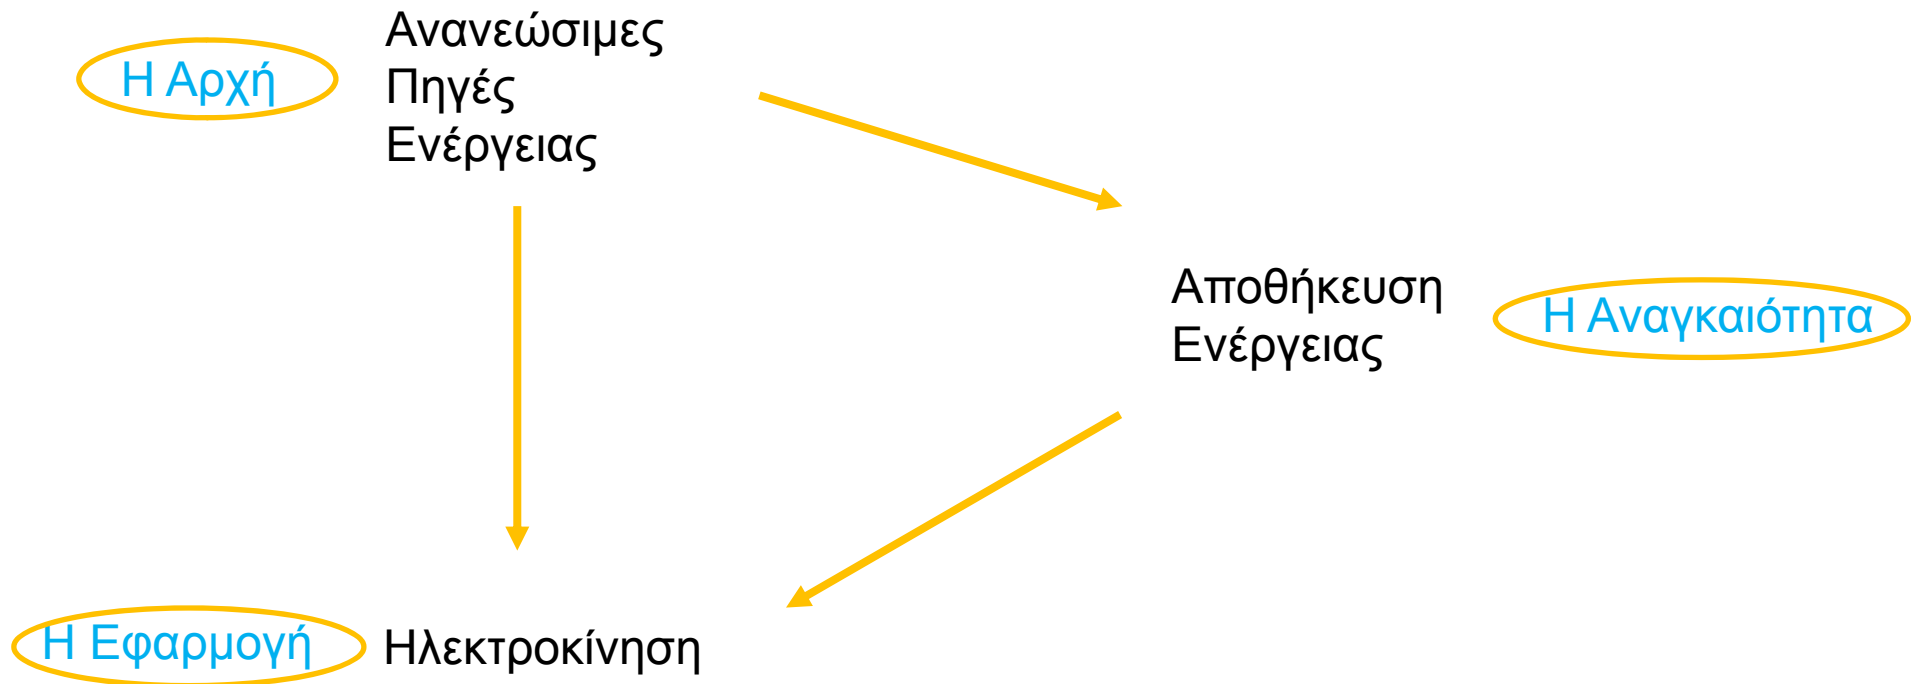 Η Αρχή
Ανανεώσιμες
Πηγές
Ενέργειας
Αποθήκευση
Ενέργειας
Η Αναγκαιότητα
Η Εφαρμογή
Ηλεκτροκίνηση